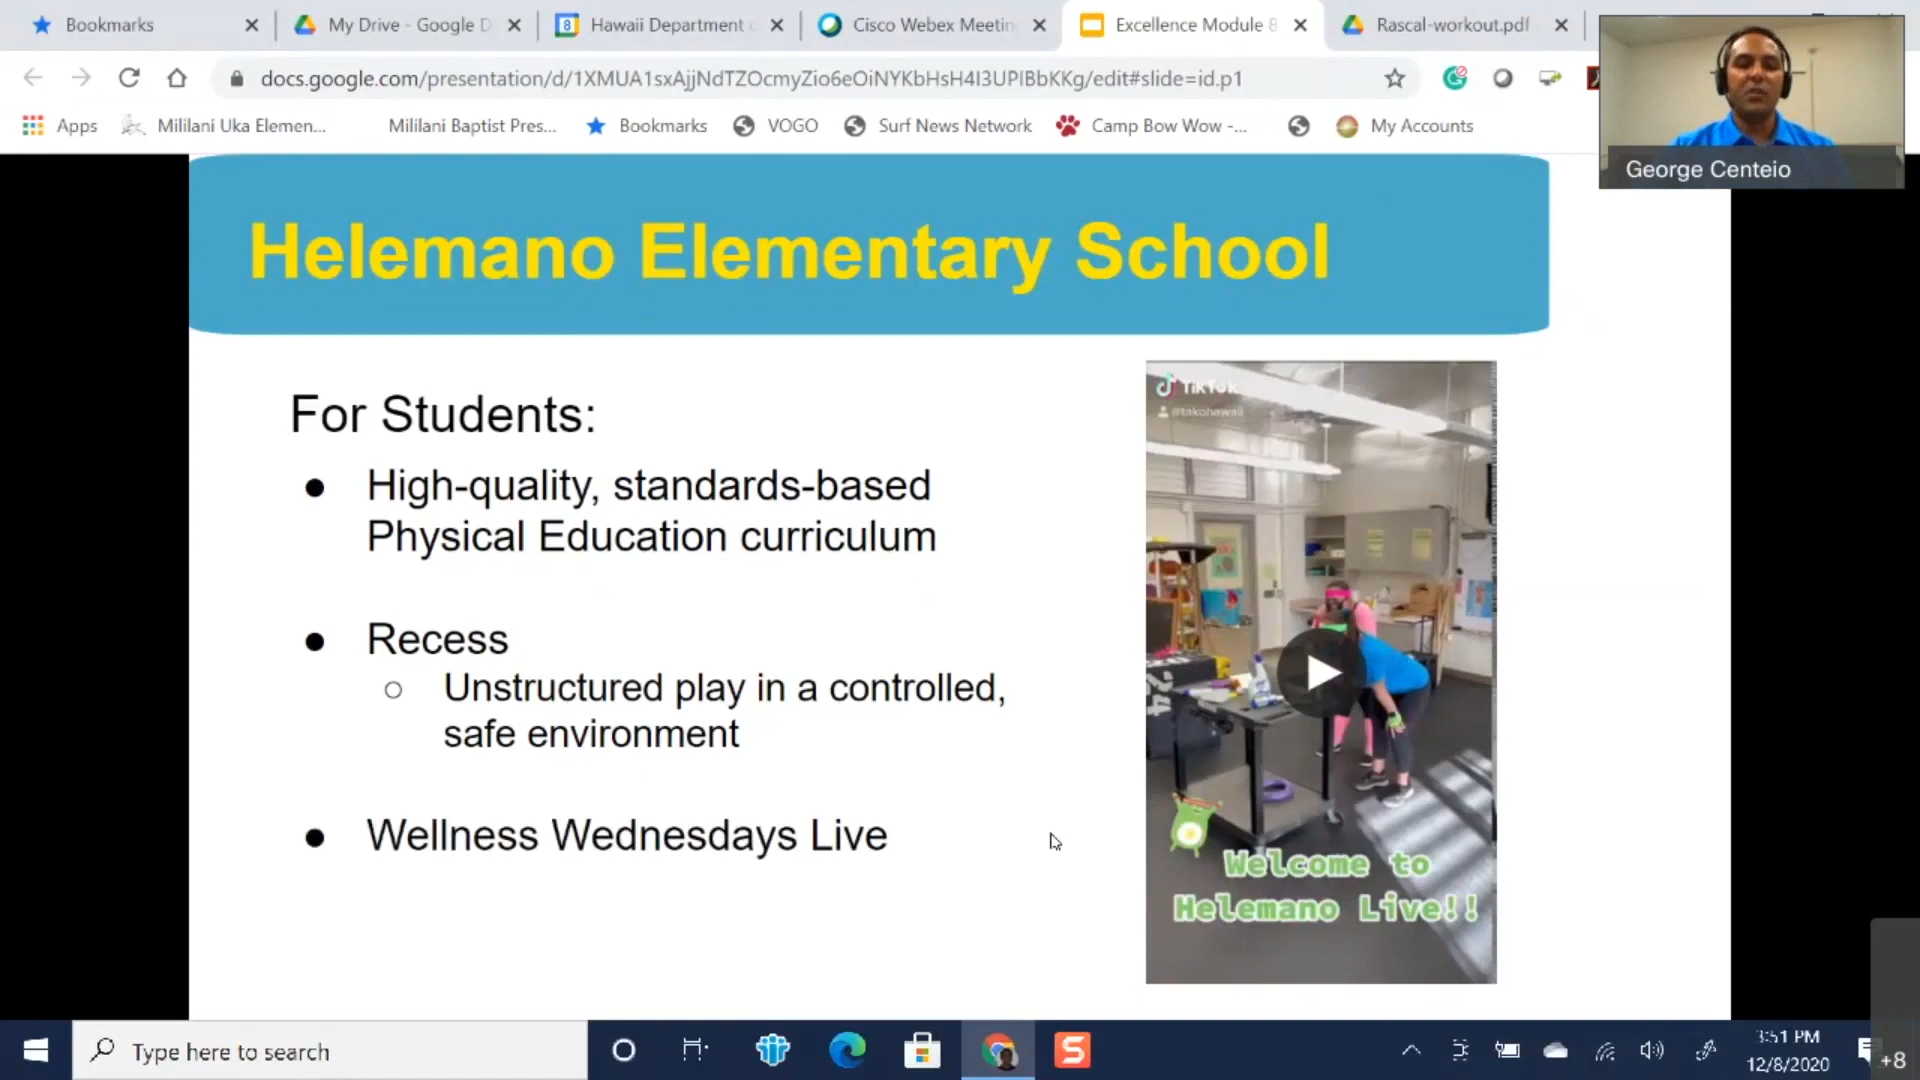 Bookmarks
My Drive - Google D
Hawaii Department
Cisco Webex Meetin
Excellence Module 8
Rascal-workout.pdf
docs.google.com/presentation/d/1XMUA1sxAjjNdTZOcmyZio6eOiNYKbHsH4I3UPIBbKKg/edit#slide=id.p1
Apps
Mililani Uka Elemen...
Mililani Baptist Pres...
Bookmarks
VOGO
Surf News Network
Camp Bow Wow -...
My Accounts
George Centeio
Helemano Elementary School
For Students:
● High-quality, standards-based
Physical Education curriculum
● Recess
○ Unstructured play in a controlled,
safe environment
● Wellness Wednesdays Live
TikTok
@takohawaii
Welcome to
Helemano Live!!
Type here to search
3:51 PM
12/8/2020
+8